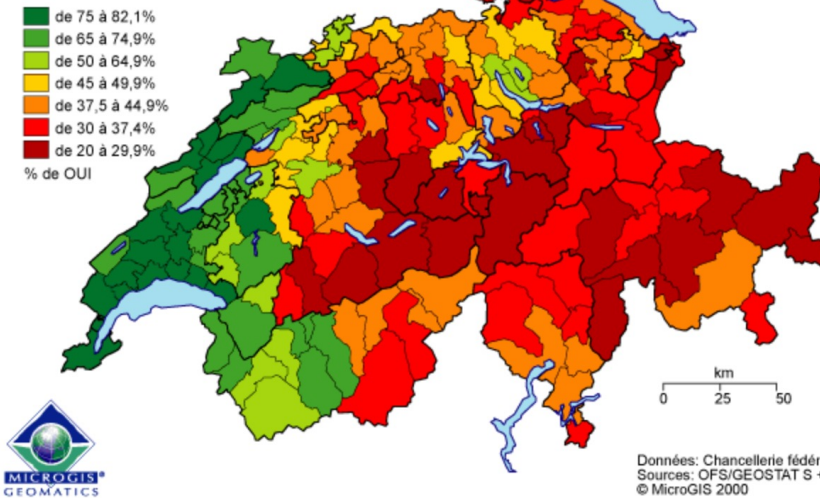 de 75 à 82,1%
de 65 à 74,9%
de 50 à 64,9%
de 45 à 49,9%
de 37,5 à 44,9%
de 30 à 37,4%
de 20 à 29,9%
% de OUI
km
0 25 50
MICROGIS®
GEOMATICS
Données: Chancellerie fédér
Sources: OFS/GEOSTAT S +
© MicroGIS 2000